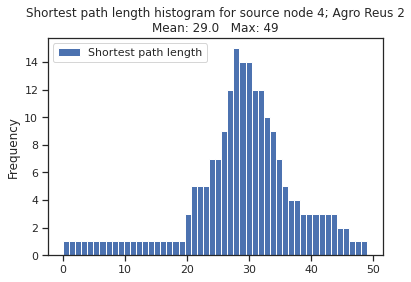 Shortest path length histogram for source node 4; Agro Reus 2
Mean: 29.0   Max: 49
Shortest path length
Frequency
14
12
10
8
6
4
2
0
0 10 20 30 40 50